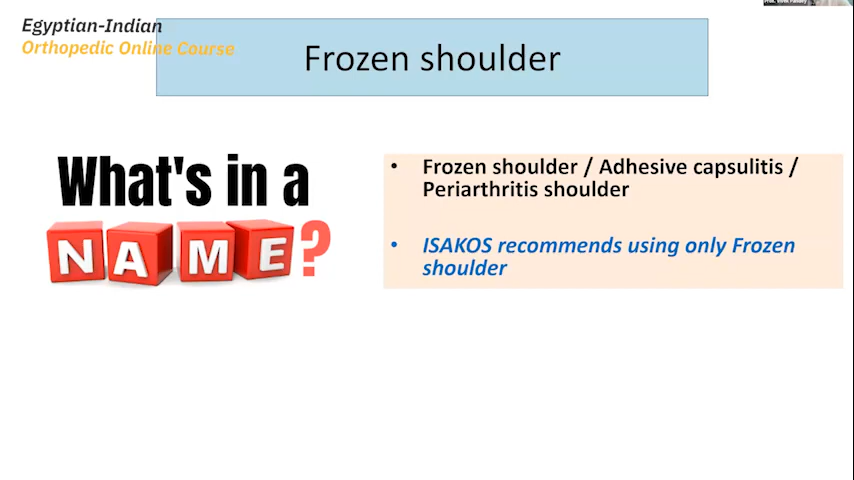 Egyptian-Indian
Orthopedic Online Course
Frozen shoulder
What's in a
NAME?
• Frozen shoulder / Adhesive capsulitis /
Periarthritis shoulder
• ISAKOS recommends using only Frozen
shoulder